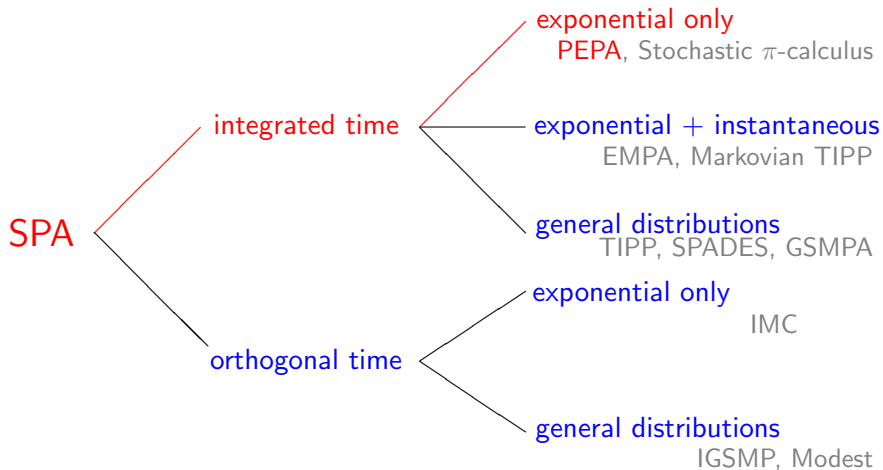 exponential only
PEPA, Stochastic π-calculus
integrated time
exponential + instantaneous
EMPA, Markovian TIPP
SPA
general distributions
TIPP, SPADES, GSMPA
exponential only
IMC
orthogonal time
general distributions
IGSMP, Modest